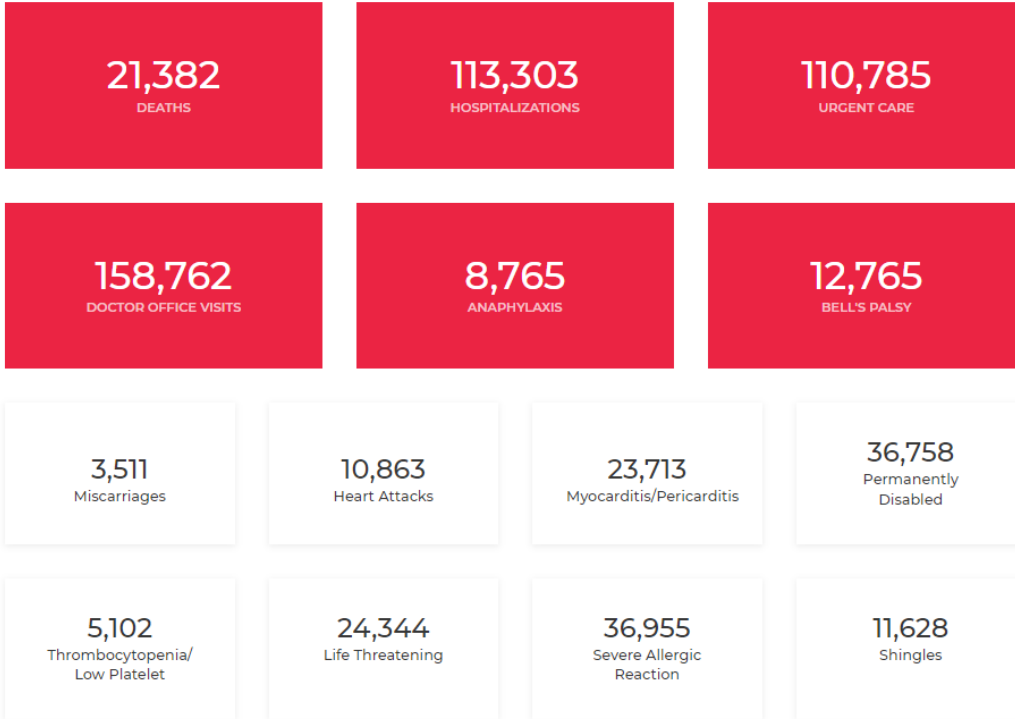 21,382
DEATHS
113,303
HOSPITALIZATIONS
110,785
URGENT CARE
158,762
DOCTOR OFFICE VISITS
8,765
ANAPHYLAXIS
12,765
BELL'S PALSY
3,511
Miscarriages
10,863
Heart Attacks
23,713
Myocarditis/Pericarditis
36,758
Permanently
Disabled
5,102
Thrombocytopenia/
Low Platelet
24,344
Life Threatening
36,955
Severe Allergic
Reaction
11,628
Shingles